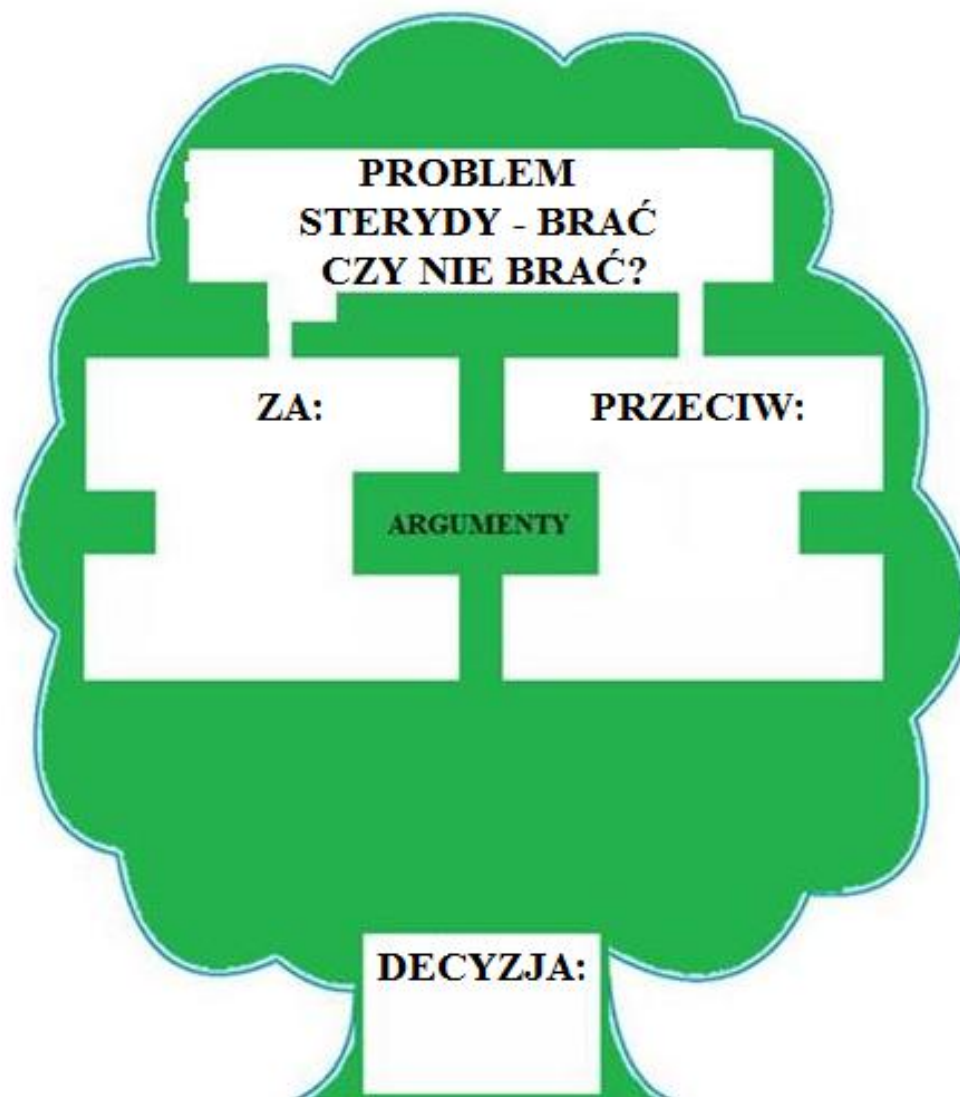 PROBLEM
STERYDY - BRAĆ
CZY NIE BRAĆ?
ZA:
PRZECIW:
ARGUMENTY
DECYZJA: